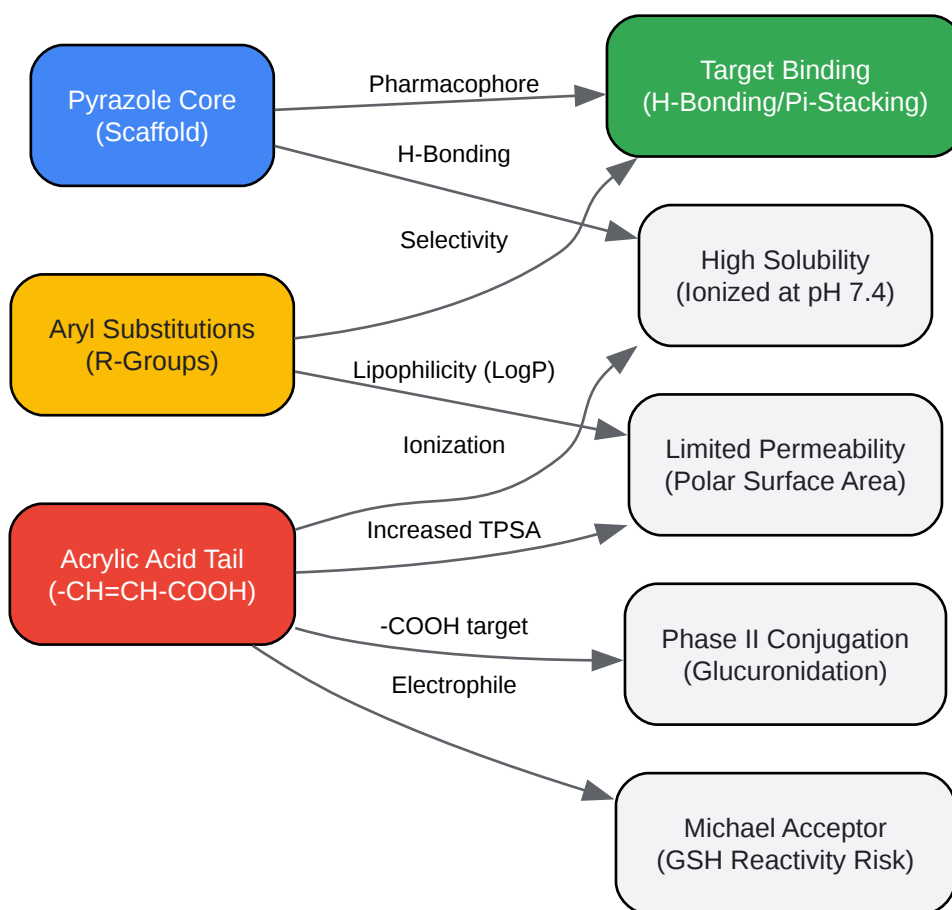 Pyrazole Core
(Scaffold)
Pharmacophore
Target Binding
(H-Bonding/Pi-Stacking)
H-Bonding
Selectivity
High Solubility
(Ionized at pH 7.4)
Aryl Substitutions
(R-Groups)
Lipophilicity (LogP)
Ionization
Limited Permeability
(Polar Surface Area)
Increased TPSA
Acrylic Acid Tail
(-CH=CH-COOH)
-COOH target
Phase II Conjugation
(Glucuronidation)
Electrophile
Michael Acceptor
(GSH Reactivity Risk)